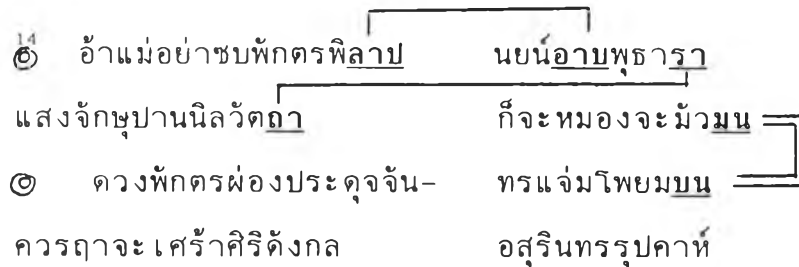 14
๏ อ้าแม่อย่าซบพักตรพิลาป นยน์อาบพุธารา
แสงจักษุปานนิลวัตถา ก็จะหมองจะมัวมน
๏ ดวงพักตรผ่องประดุจจัน- ทรแจ่มโพยมบน
ควรฤาจะเศร้าศิริดังกล อสุรินทรรุปคาห์